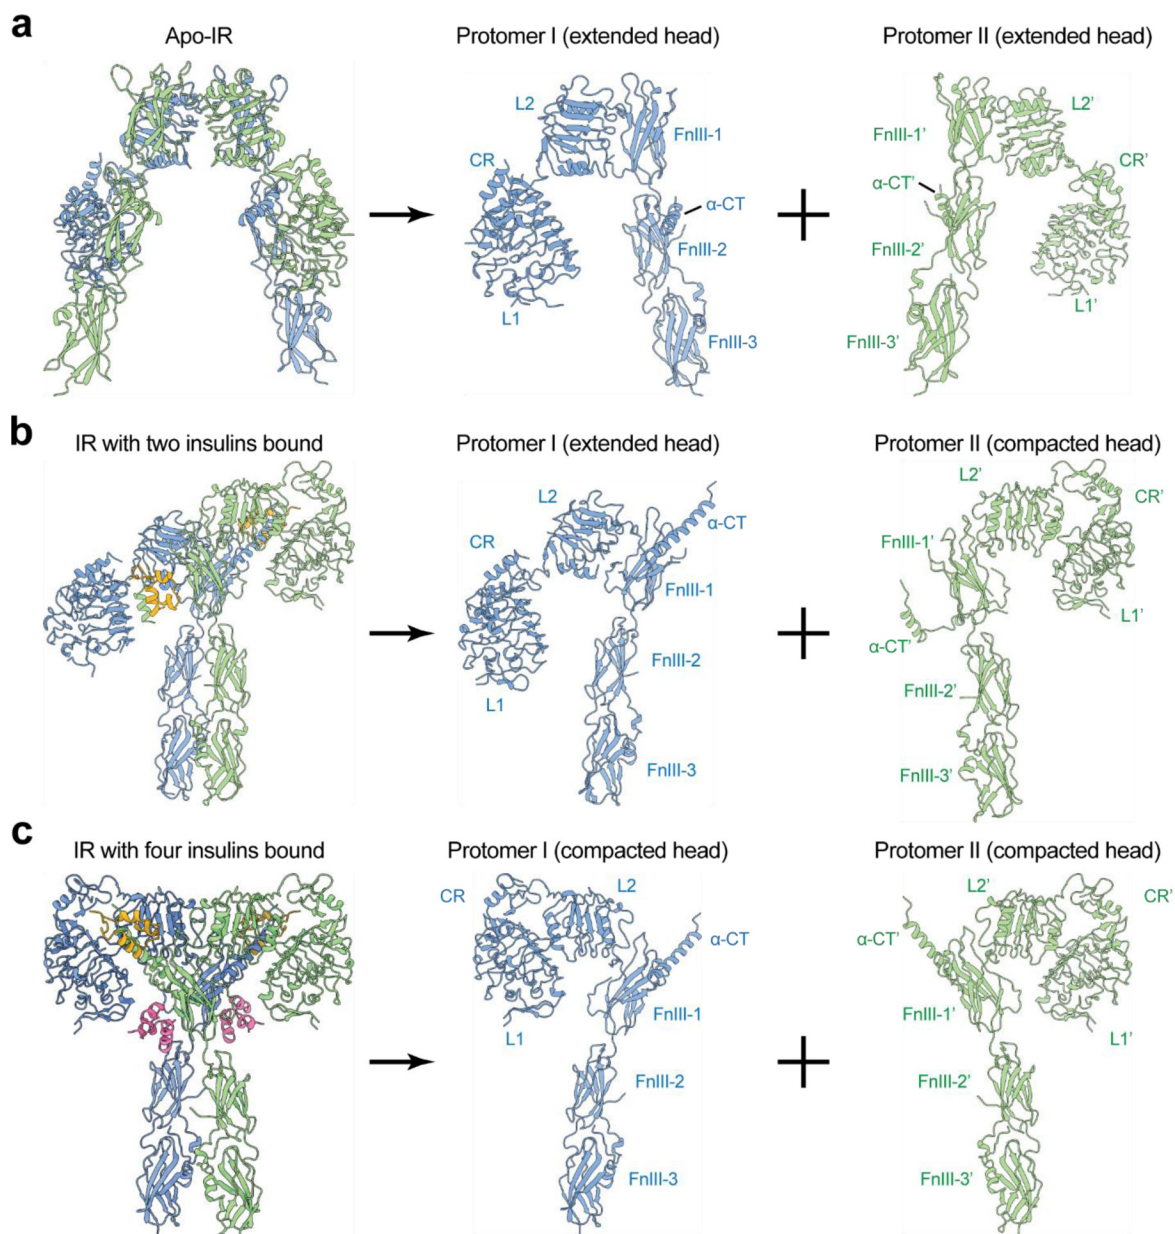 a
Apo-IR
Protomer I (extended head)
Protomer II (extended head)
L2
FnIII-1
CR
α-CT
FnIII-2
L1
FnIII-3
L2'
FnIII-1'
CR'
α-CT'
FnIII-2'
L1'
FnIII-3'
b
IR with two insulins bound
Protomer I (extended head)
Protomer II (compacted head)
L2
α-CT
CR
FnIII-1
FnIII-2
L1
FnIII-3
L2'
CR'
FnIII-1'
L1'
α-CT'
FnIII-2'
FnIII-3'
c
IR with four insulins bound
Protomer I (compacted head)
Protomer II (compacted head)
CR
L2
α-CT
FnIII-1
L1
FnIII-2
FnIII-3
L2'
CR'
α-CT'
FnIII-1'
L1'
FnIII-2'
FnIII-3'